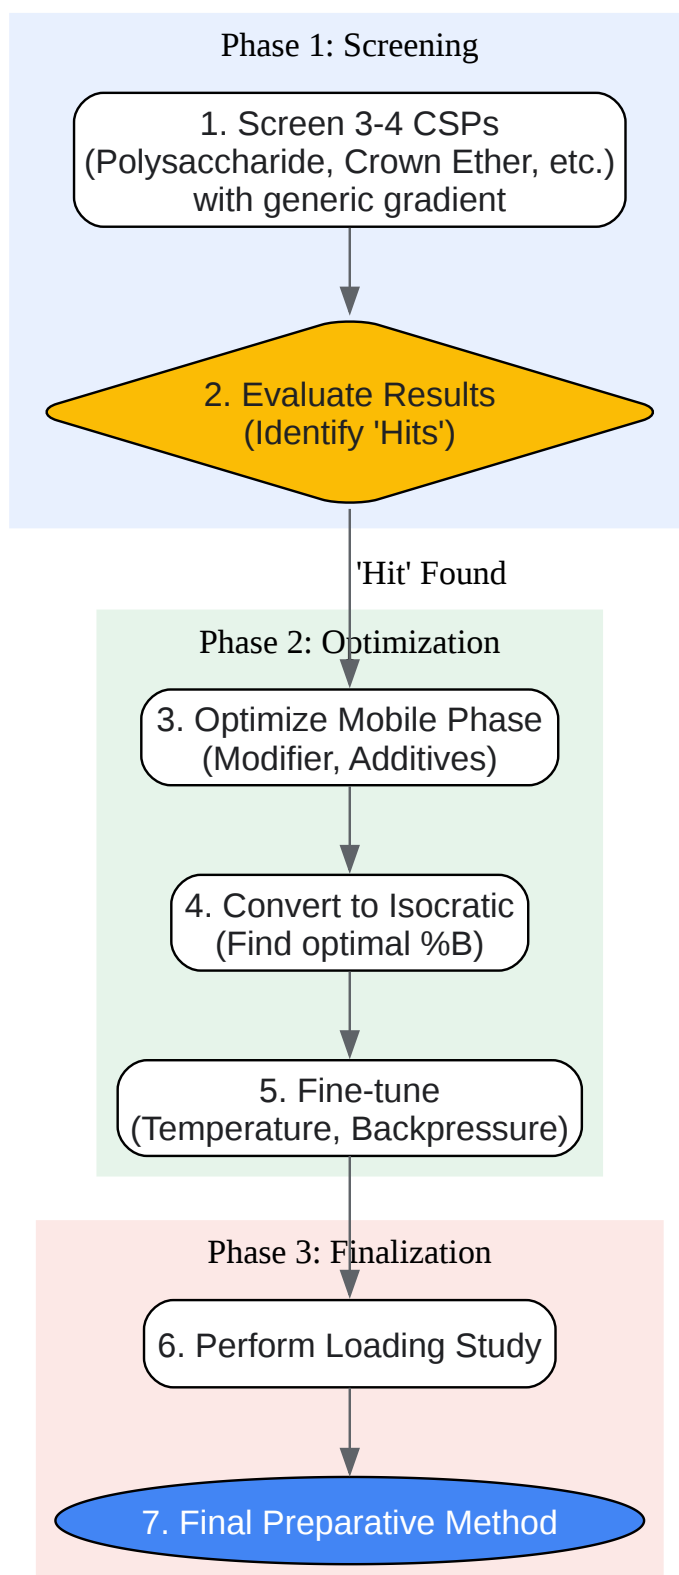 Phase 1: Screening
1. Screen 3-4 CSPs
(Polysaccharide, Crown Ether, etc.)
with generic gradient
2. Evaluate Results
(Identify 'Hits')
'Hit' Found
Phase 2: Optimization
3. Optimize Mobile Phase
(Modifier, Additives)
4. Convert to Isocratic
(Find optimal %B)
5. Fine-tune
(Temperature, Backpressure)
Phase 3: Finalization
6. Perform Loading Study
7. Final Preparative Method